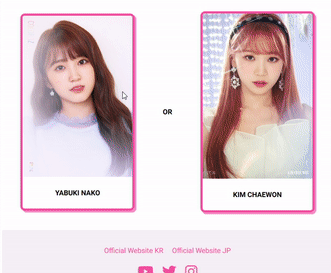 YABUKI NAKO
OR
KIM CHAEWON
Official Website KR
Official Website JP